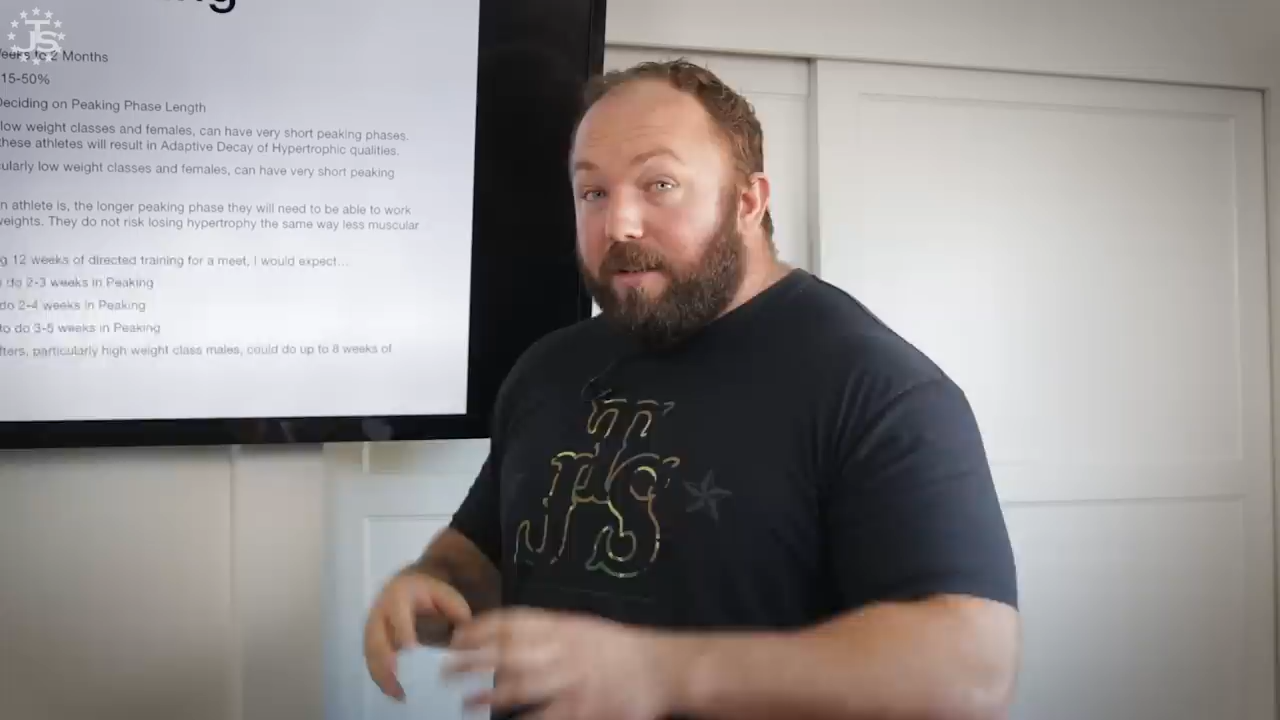 JTS
eeks to 2 Months
15-50%
Deciding on Peaking Phase Length
low weight classes and females, can have very short peaking phases.
these athletes will result in Adaptive Decay of Hypertrophic qualities.
cularly low weight classes and females, can have very short peaking
n athlete is, the longer peaking phase they will need to be able to work
weights. They do not risk losing hypertrophy the same way less muscular
g 12 weeks of directed training for a meet, I would expect...
do 2-3 weeks in Peaking
do 2-4 weeks in Peaking
to do 3-5 weeks in Peaking
fters, particularly high weight class males, could do up to 8 weeks of
JTS